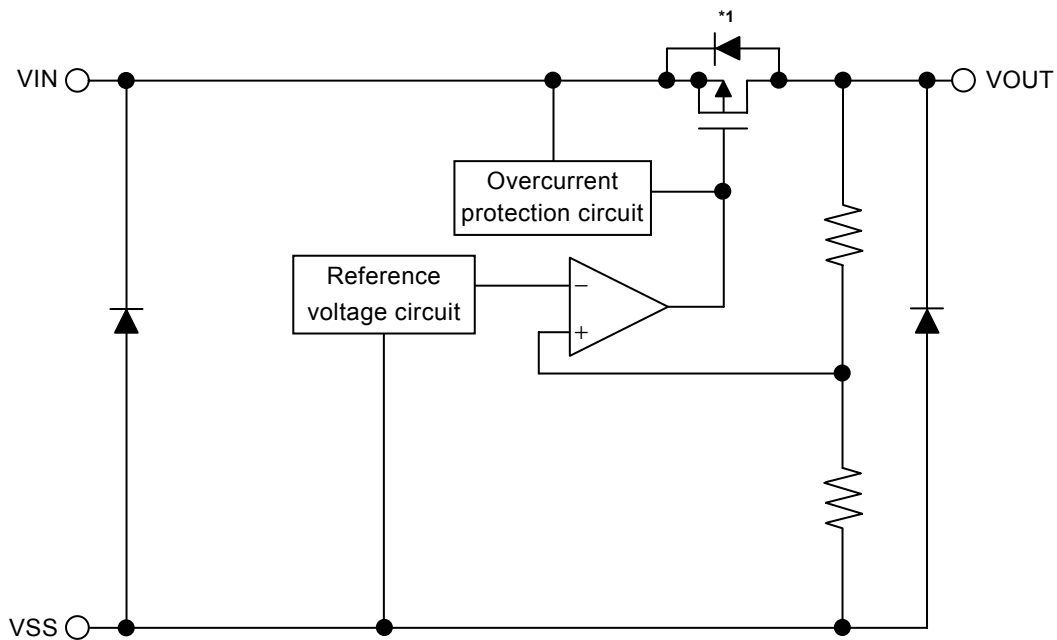 *1
VIN
VOUT
Overcurrent
protection circuit
Reference
voltage circuit
−
+
VSS